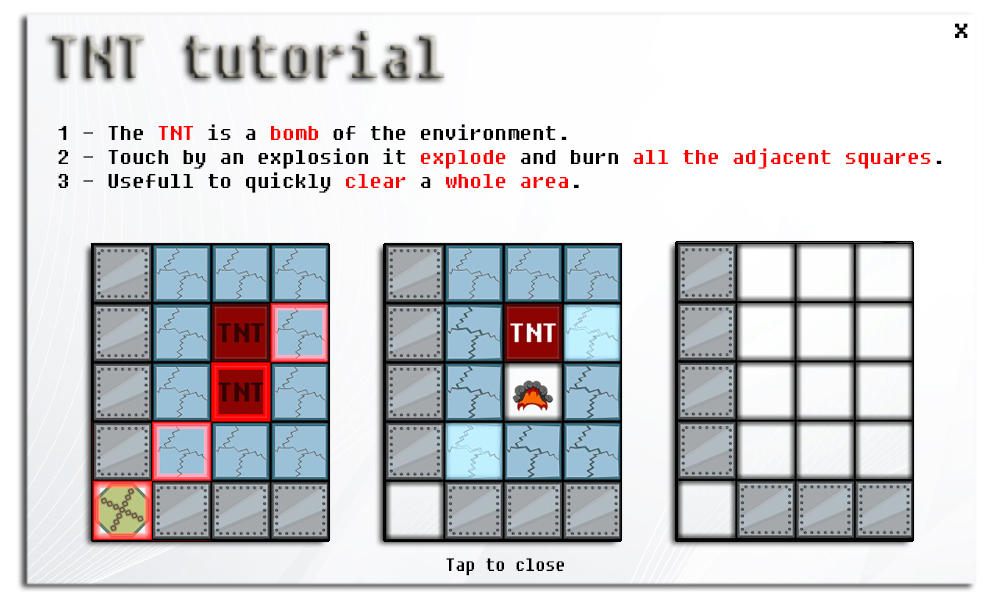 TNT tutorial
X
1 - The TNT is a bomb of the environment.
2 - Touch by an explosion it explode and burn all the adjacent squares.
3 - Usefull to quickly clear a whole area.
TNT
TNT
TNT
Tap to close